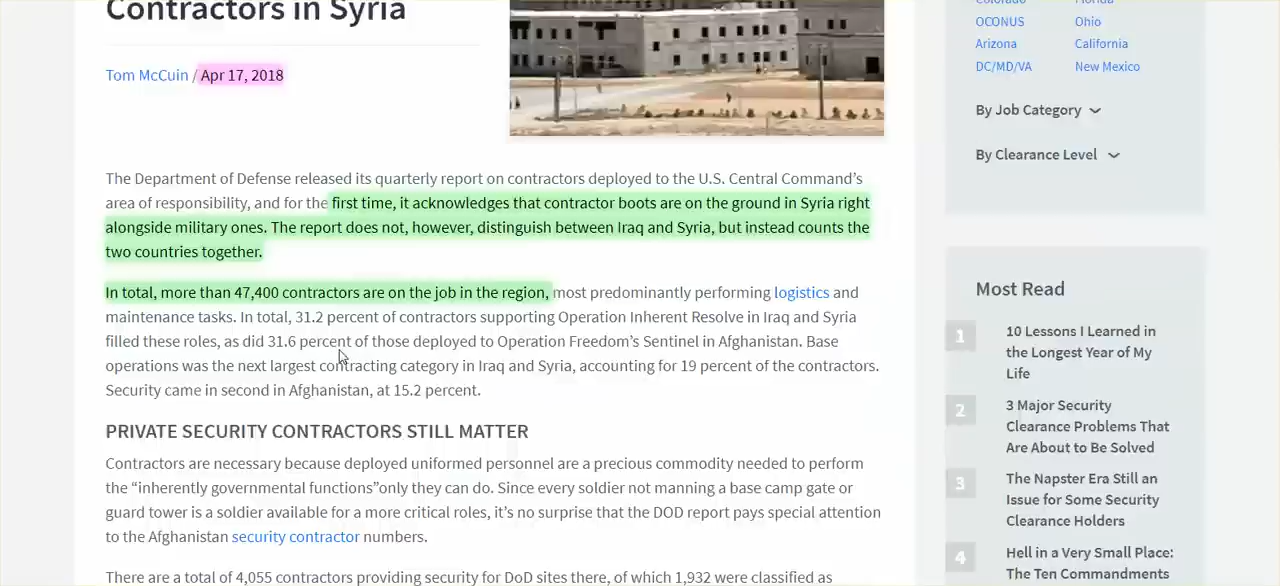 Contractors in Syria
Tom McCuin / Apr 17, 2018
The Department of Defense released its quarterly report on contractors deployed to the U.S. Central Command’s
area of responsibility, and for the first time, it acknowledges that contractor boots are on the ground in Syria right
alongside military ones. The report does not, however, distinguish between Iraq and Syria, but instead counts the
two countries together.
In total, more than 47,400 contractors are on the job in the region, most predominantly performing logistics and
maintenance tasks. In total, 31.2 percent of contractors supporting Operation Inherent Resolve in Iraq and Syria
filled these roles, as did 31.6 percent of those deployed to Operation Freedom’s Sentinel in Afghanistan. Base
operations was the next largest contracting category in Iraq and Syria, accounting for 19 percent of the contractors.
Security came in second in Afghanistan, at 15.2 percent.
PRIVATE SECURITY CONTRACTORS STILL MATTER
Contractors are necessary because deployed uniformed personnel are a precious commodity needed to perform
the “inherently governmental functions”only they can do. Since every soldier not manning a base camp gate or
guard tower is a soldier available for a more critical roles, it’s no surprise that the DOD report pays special attention
to the Afghanistan security contractor numbers.
There are a total of 4,055 contractors providing security for DoD sites there, of which 1,932 were classified as
Colorado Florida
OCONUS Ohio
Arizona California
DC/MD/VA New Mexico
By Job Category
By Clearance Level
Most Read
1 10 Lessons I Learned in
the Longest Year of My
Life
2 3 Major Security
Clearance Problems That
Are About to Be Solved
3 The Napster Era Still an
Issue for Some Security
Clearance Holders
4 Hell in a Very Small Place:
The Ten Commandments